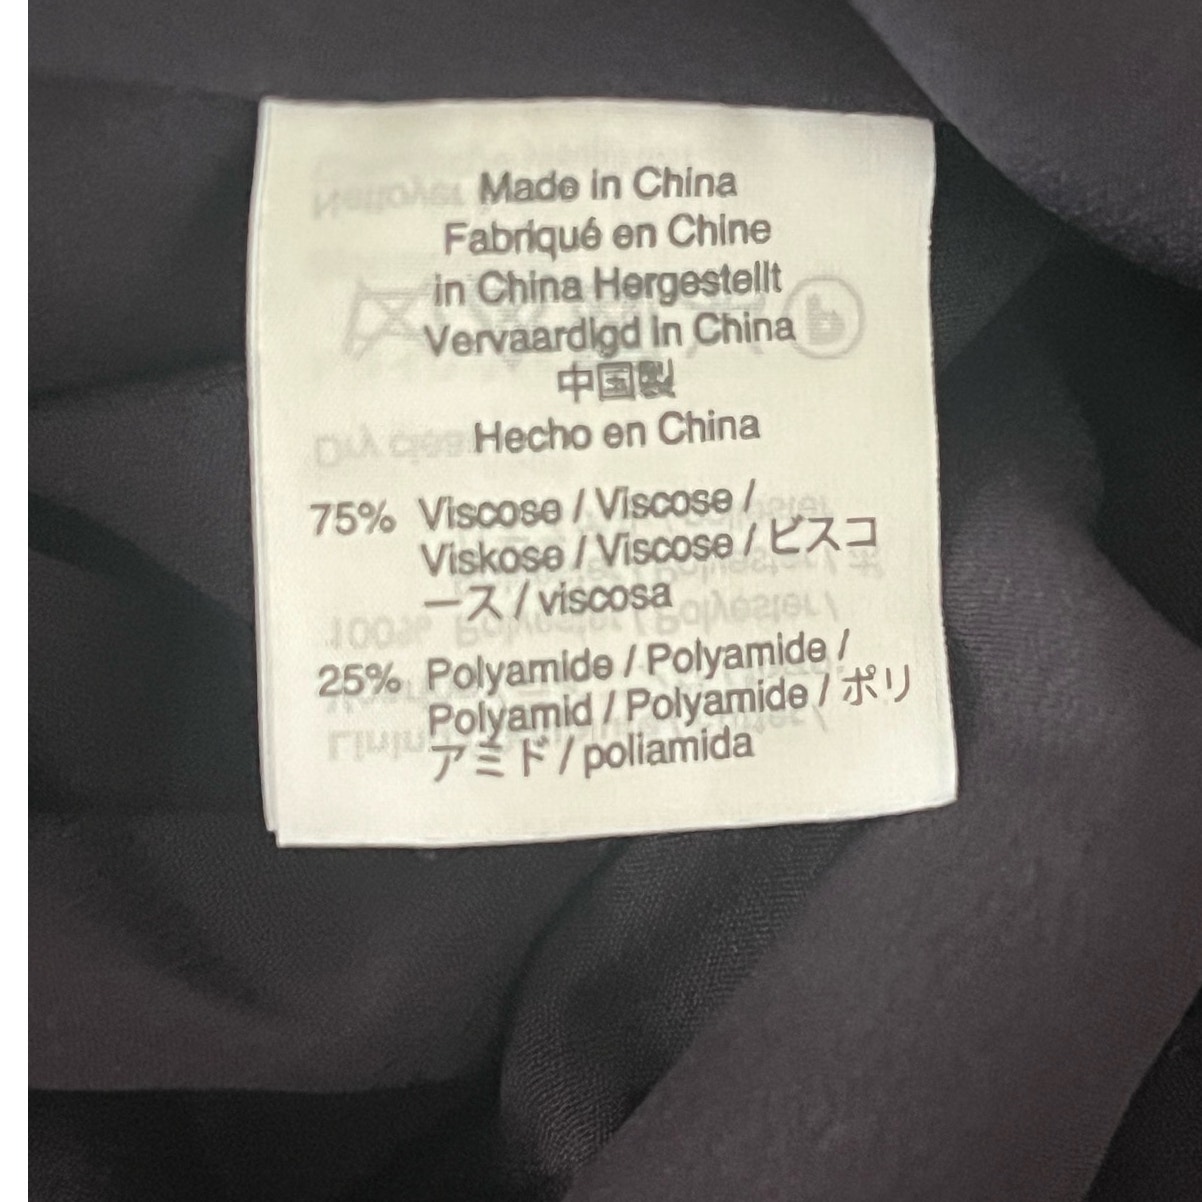 Made in China
Fabriqué en Chine
in China Hergestellt
Vervaardigd in China
中国製
Hecho en China
75% Viscose / Viscose /
Viskose / Viscose / ビスコ
ース / viscosa
25% Polyamide / Polyamide /
Polyamid / Polyamide / ポリ
アミド / poliamida